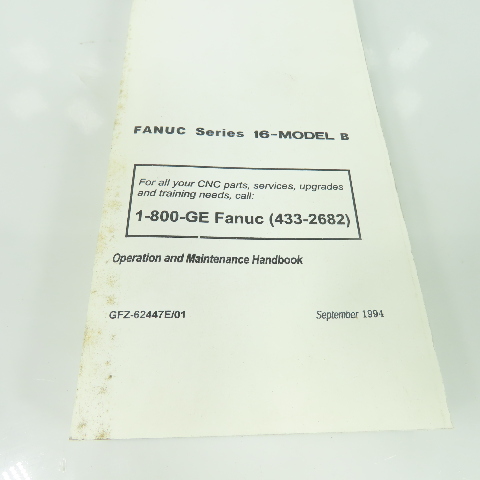 FANUC Series 16-MODEL B
For all your CNC parts, services, upgrades
and training needs, call:
1-800-GE Fanuc (433-2682)
Operation and Maintenance Handbook
GFZ-62447E/01
September 1994